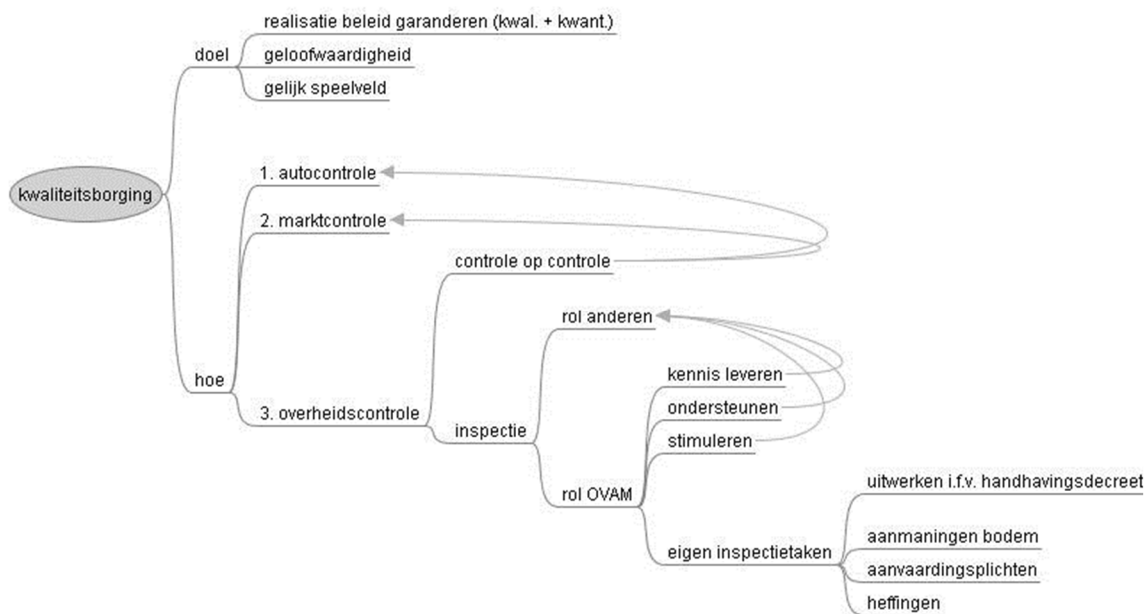 kwaliteitsborging
doel
realisatie beleid garanderen (kwal. + kwant.)
geloofwaardigheid
gelijk speelveld
hoe
1. autocontrole
2. marktcontrole
3. overheidscontrole
controle op controle
inspectie
rol anderen
rol OVAM
kennis leveren
ondersteunen
stimuleren
eigen inspectietaken
uitwerken i.f.v. handhavingsdecreet
aanmaningen bodem
aanvaardingsplichten
heffingen